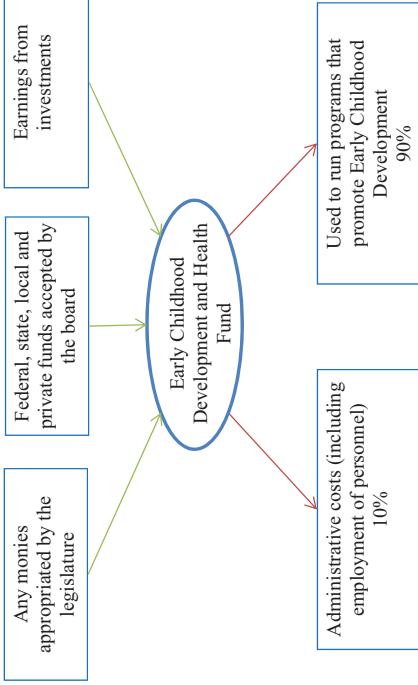 Any monies
appropriated by the
legislature
Federal, state, local and
private funds accepted by
the board
Earnings from
investments
Early Childhood
Development and Health
Fund
Administrative costs (including
employment of personnel)
10%
Used to run programs that
promote Early Childhood
Development
90%